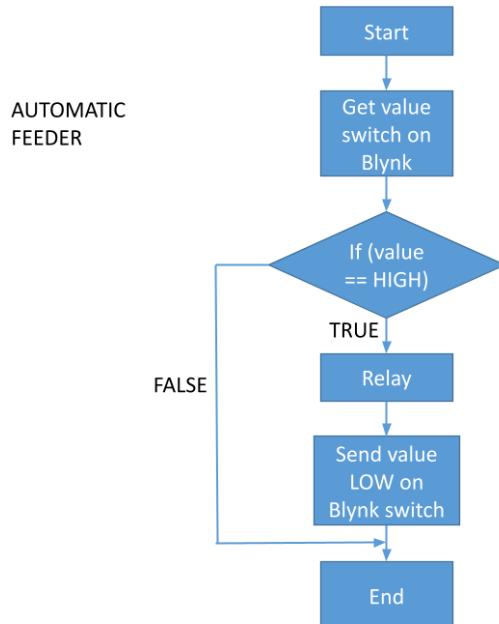 Start
AUTOMATIC
FEEDER
Get value
switch on
Blynk
If (value
== HIGH)
TRUE
FALSE
Relay
Send value
LOW on
Blynk switch
End